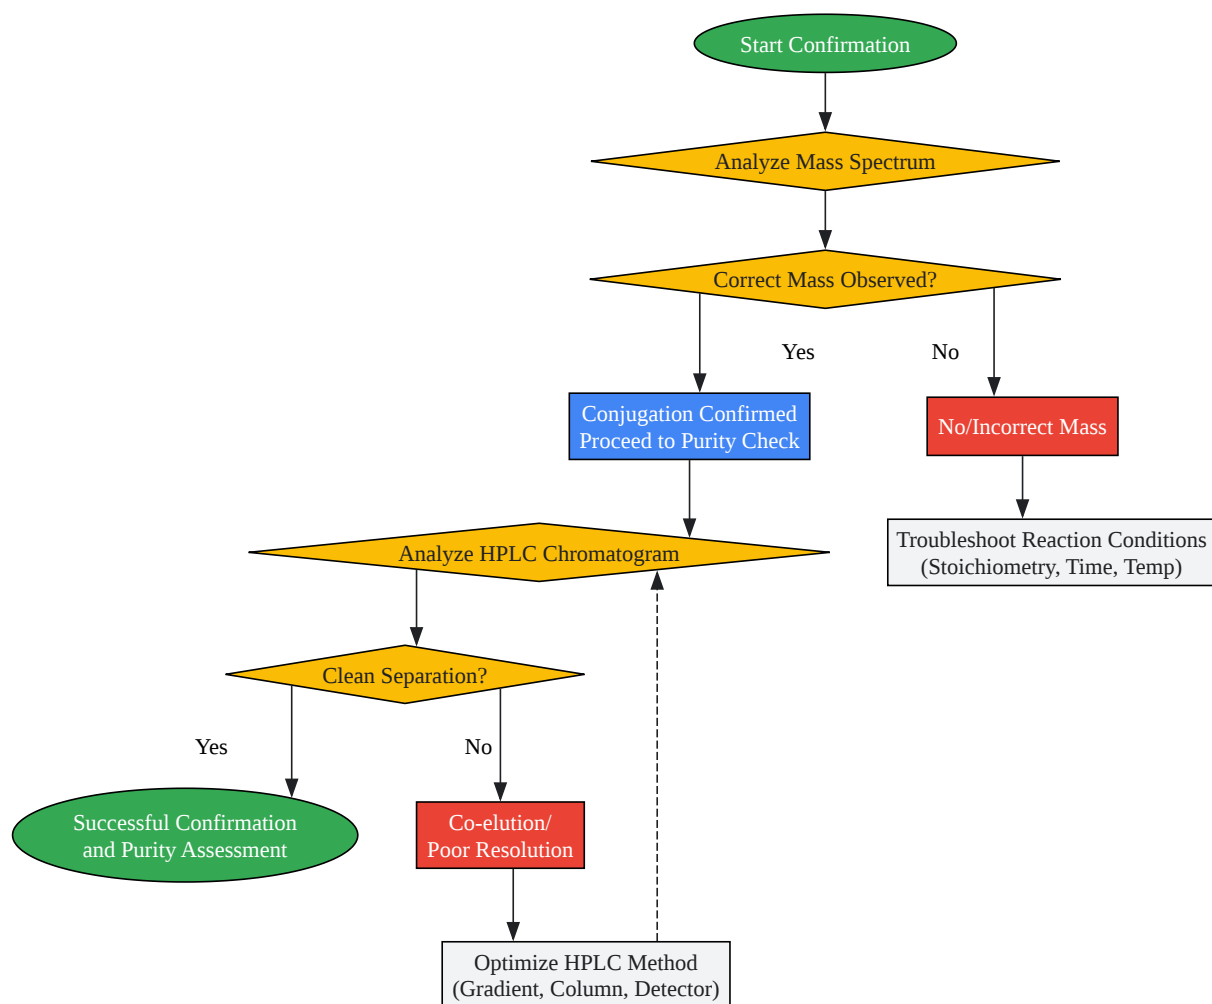 Start Confirmation
Analyze Mass Spectrum
Correct Mass Observed?
Yes
No
Conjugation Confirmed
Proceed to Purity Check
No/Incorrect Mass
Troubleshoot Reaction Conditions
(Stoichiometry, Time, Temp)
Analyze HPLC Chromatogram
Clean Separation?
Yes
No
Successful Confirmation
and Purity Assessment
Co-elution/
Poor Resolution
Optimize HPLC Method
(Gradient, Column, Detector)